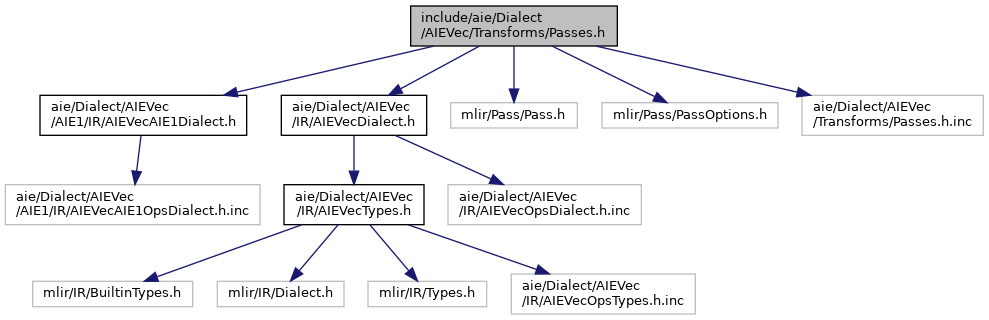 include/aie/Dialect
/AIEVec/Transforms/Passes.h
aie/Dialect/AIEVec
/AIE1/IR/AIEVecAIE1Dialect.h
aie/Dialect/AIEVec
/IR/AIEVecDialect.h
mlir/Pass/Pass.h
mlir/Pass/PassOptions.h
aie/Dialect/AIEVec
/Transforms/Passes.h.inc
aie/Dialect/AIEVec
/AIE1/IR/AIEVecAIE1OpsDialect.h.inc
aie/Dialect/AIEVec
/IR/AIEVecTypes.h
aie/Dialect/AIEVec
/IR/AIEVecOpsDialect.h.inc
mlir/IR/BuiltinTypes.h
mlir/IR/Dialect.h
mlir/IR/Types.h
aie/Dialect/AIEVec
/IR/AIEVecOpsTypes.h.inc